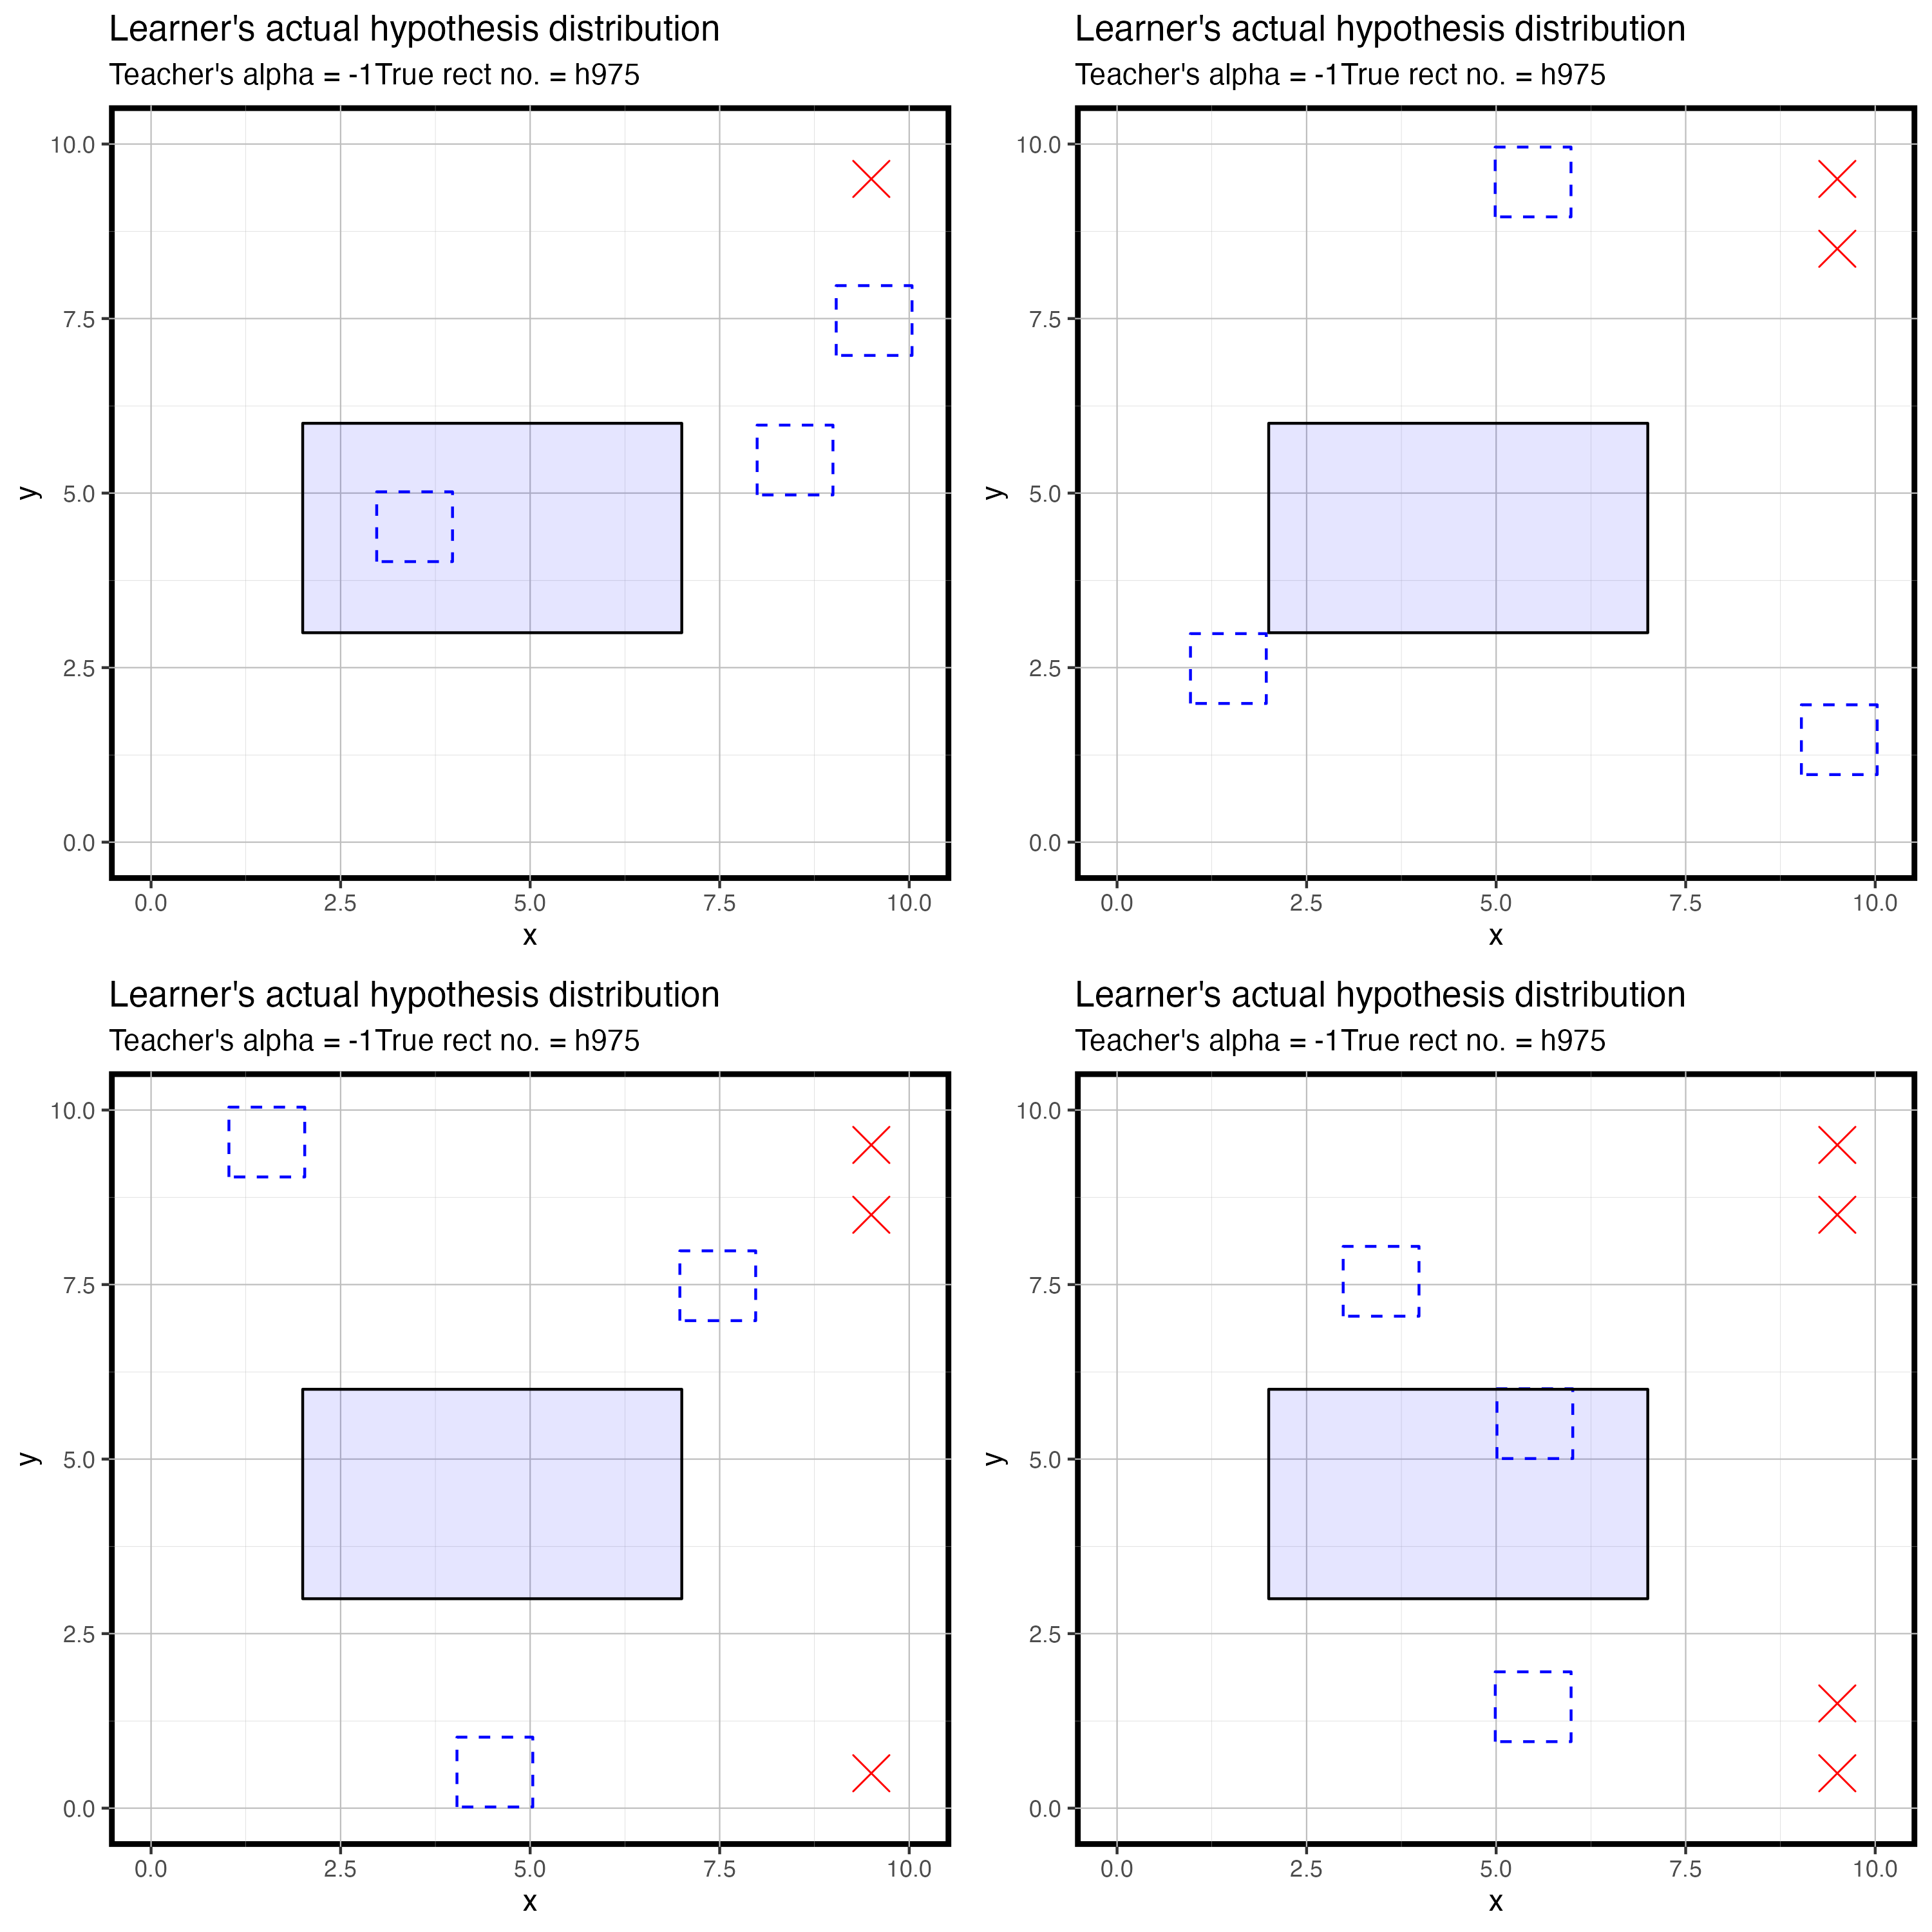 Learner's actual hypothesis distribution
Teacher's alpha = -1True rect no. = h975
10.0
7.5
5.0
2.5
0.0
y
0.0 2.5 5.0 7.5 10.0
x
Learner's actual hypothesis distribution
Teacher's alpha = -1True rect no. = h975
10.0
7.5
5.0
2.5
0.0
y
0.0 2.5 5.0 7.5 10.0
x
Learner's actual hypothesis distribution
Teacher's alpha = -1True rect no. = h975
10.0
7.5
5.0
2.5
0.0
y
0.0 2.5 5.0 7.5 10.0
x
Learner's actual hypothesis distribution
Teacher's alpha = -1True rect no. = h975
10.0
7.5
5.0
2.5
0.0
y
0.0 2.5 5.0 7.5 10.0
x